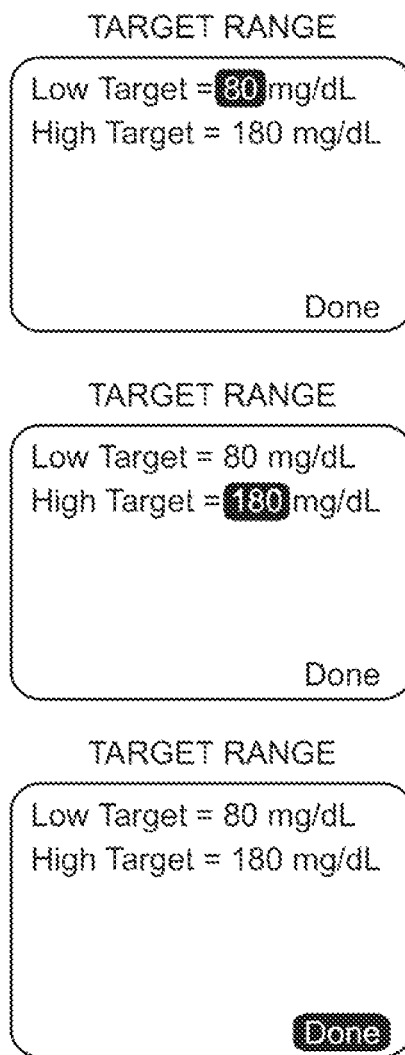 TARGET RANGE
Low Target = 80 mg/dL
High Target = 180 mg/dL
Done
TARGET RANGE
Low Target = 80 mg/dL
High Target = 180 mg/dL
Done
TARGET RANGE
Low Target = 80 mg/dL
High Target = 180 mg/dL
Done